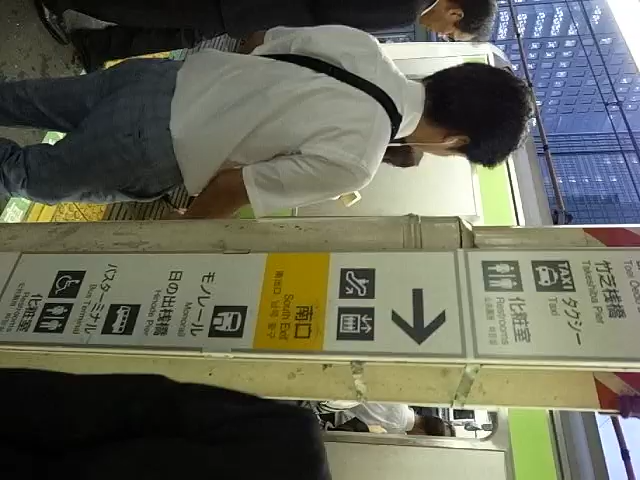 竹芝桟橋
Takeshiba Pier
TAXI
タクシー
Taxi
化粧室
Restrooms
南口
South Exit
モノレール
Monorail
日の出桟橋
Hinode Pier
バスターミナル
Bus terminal
化粧室
Restrooms